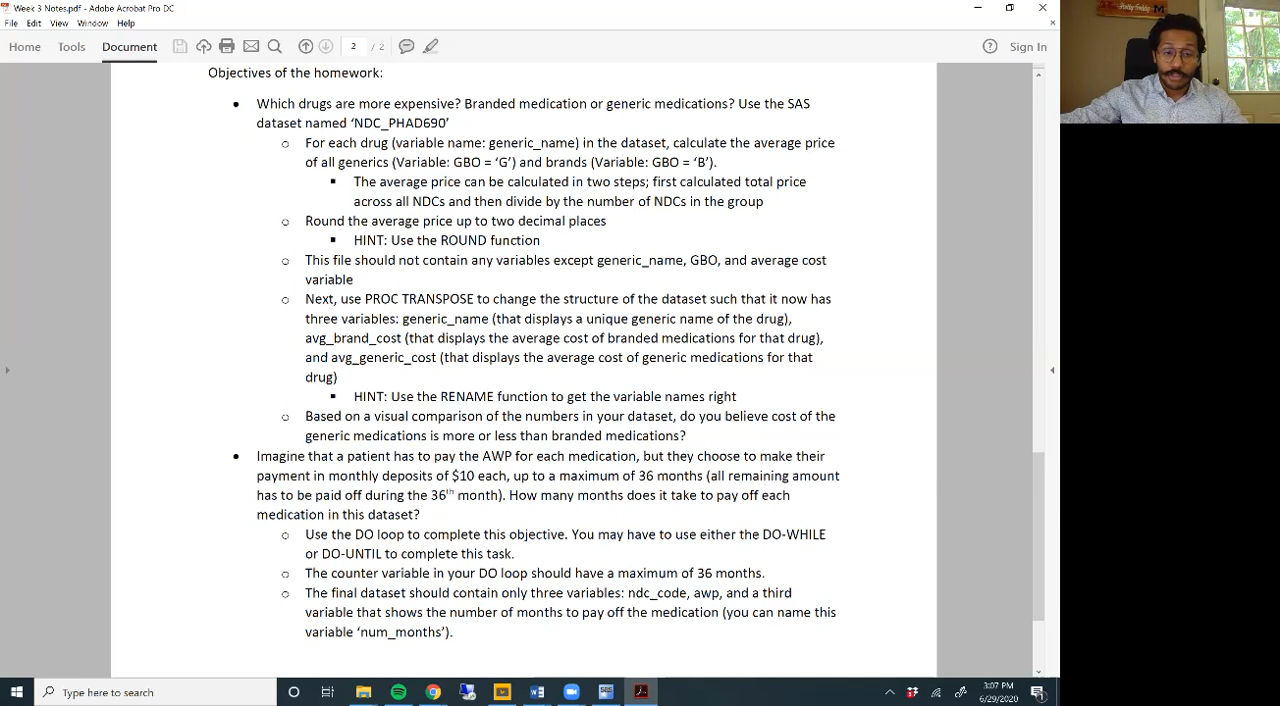 Week 3 Notes.pdf - Adobe Acrobat Pro DC
File Edit View Window Help
Home Tools Document 2 / 2 Sign In
Objectives of the homework:
• Which drugs are more expensive? Branded medication or generic medications? Use the SAS
dataset named ‘NDC_PHAD690’
o For each drug (variable name: generic_name) in the dataset, calculate the average price
of all generics (Variable: GBO = ‘G’) and brands (Variable: GBO = ‘B’).
▪ The average price can be calculated in two steps; first calculated total price
across all NDCs and then divide by the number of NDCs in the group
o Round the average price up to two decimal places
▪ HINT: Use the ROUND function
o This file should not contain any variables except generic_name, GBO, and average cost
variable
o Next, use PROC TRANSPOSE to change the structure of the dataset such that it now has
three variables: generic_name (that displays a unique generic name of the drug),
avg_brand_cost (that displays the average cost of branded medications for that drug),
and avg_generic_cost (that displays the average cost of generic medications for that
drug)
▪ HINT: Use the RENAME function to get the variable names right
o Based on a visual comparison of the numbers in your dataset, do you believe cost of the
generic medications is more or less than branded medications?
• Imagine that a patient has to pay the AWP for each medication, but they choose to make their
payment in monthly deposits of $10 each, up to a maximum of 36 months (all remaining amount
has to be paid off during the 36th month). How many months does it take to pay off each
medication in this dataset?
o Use the DO loop to complete this objective. You may have to use either the DO-WHILE
or DO-UNTIL to complete this task.
o The counter variable in your DO loop should have a maximum of 36 months.
o The final dataset should contain only three variables: ndc_code, awp, and a third
variable that shows the number of months to pay off the medication (you can name this
variable ‘num_months’).
Type here to search
3:07 PM
6/29/2020